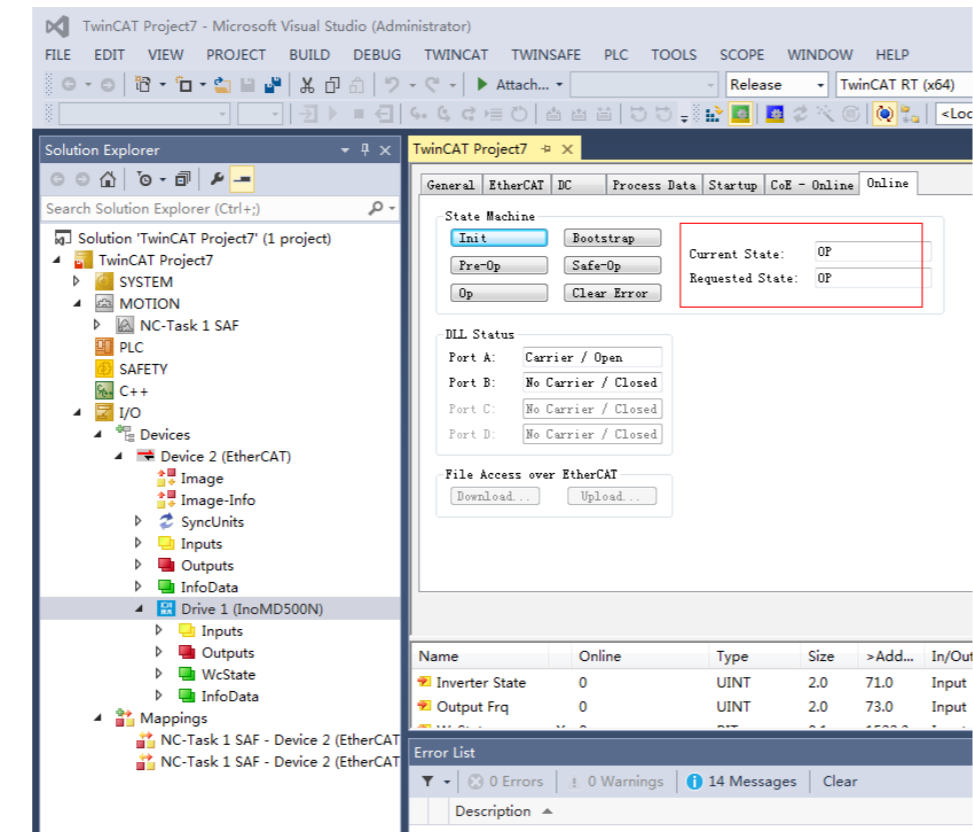 TwinCAT Project7 - Microsoft Visual Studio (Administrator)
FILE EDIT VIEW PROJECT BUILD DEBUG TWINCAT TWINSAFE PLC TOOLS SCOPE WINDOW HELP
Attach... Release TwinCAT RT (x64)
<Loc
Solution Explorer
Search Solution Explorer (Ctrl+;)
Solution 'TwinCAT Project7' (1 project)
TwinCAT Project7
SYSTEM
MOTION
NC-Task 1 SAF
PLC
SAFETY
C++
I/O
Devices
Device 2 (EtherCAT)
Image
Image-Info
SyncUnits
Inputs
Outputs
InfoData
Drive 1 (InoMD500N)
Inputs
Outputs
WcState
InfoData
Mappings
NC-Task 1 SAF - Device 2 (EtherCAT
NC-Task 1 SAF - Device 2 (EtherCAT
TwinCAT Project7
General EtherCAT DC Process Data Startup CoE - Online Online
State Machine
Init Bootstrap
Pre-Op Safe-Op
Op Clear Error
Current State: OP
Requested State: OP
DLL Status
Port A: Carrier / Open
Port B: No Carrier / Closed
Port C: No Carrier / Closed
Port D: No Carrier / Closed
File Access over EtherCAT
Download... Upload...
Name Online Type Size >Add... In/Out
Inverter State 0 UINT 2.0 71.0 Input
Output Frq 0 UINT 2.0 73.0 Input
Error List
0 Errors 0 Warnings 14 Messages Clear
Description